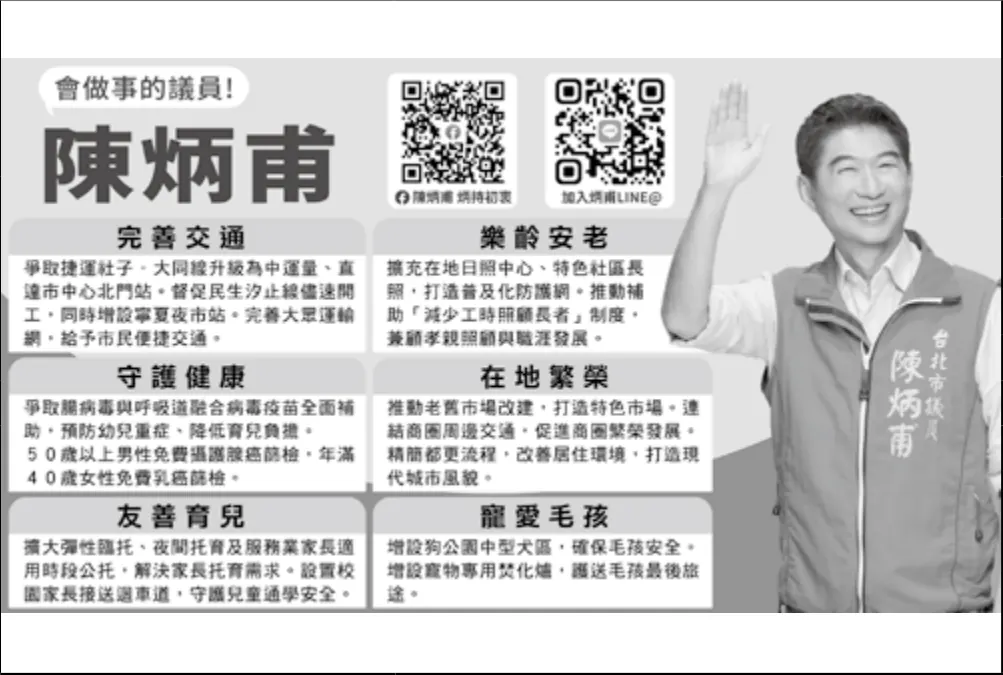 會做事的議員!
陳炳甫
陳炳甫 炳持初衷
加入炳甫LINE@
完善交通
爭取捷運社子‧大同線升級為中運量、直
達市中心北門站。督促民生汐止線儘速開
工，同時增設寧夏夜市站。完善大眾運輸
網，給予市民便捷交通。
樂齡安老
擴充在地日照中心、特色社區長
照，打造普及化防護網。推動補
助「減少工時照顧長者」制度，
兼顧孝親照顧與職涯發展。
守護健康
爭取腸病毒與呼吸道融合病毒疫苗全面補
助，預防幼兒重症、降低育兒負擔。
５０歲以上男性免費攝護腺癌篩檢，年滿
４０歲女性免費乳癌篩檢。
在地繁榮
推動老舊市場改建，打造特色市場。連
結商圈周邊交通，促進商圈繁榮發展。
精簡都更流程，改善居住環境，打造現
代城市風貌。
友善育兒
擴大彈性臨托、夜間托育及服務業家長適
用時段公托，解決家長托育需求。設置校
園家長接送避車道，守護兒童通學安全。
寵愛毛孩
增設狗公園中型犬區，確保毛孩安全。
增設寵物專用焚化爐，護送毛孩最後旅
途。
台北市議員
陳炳甫